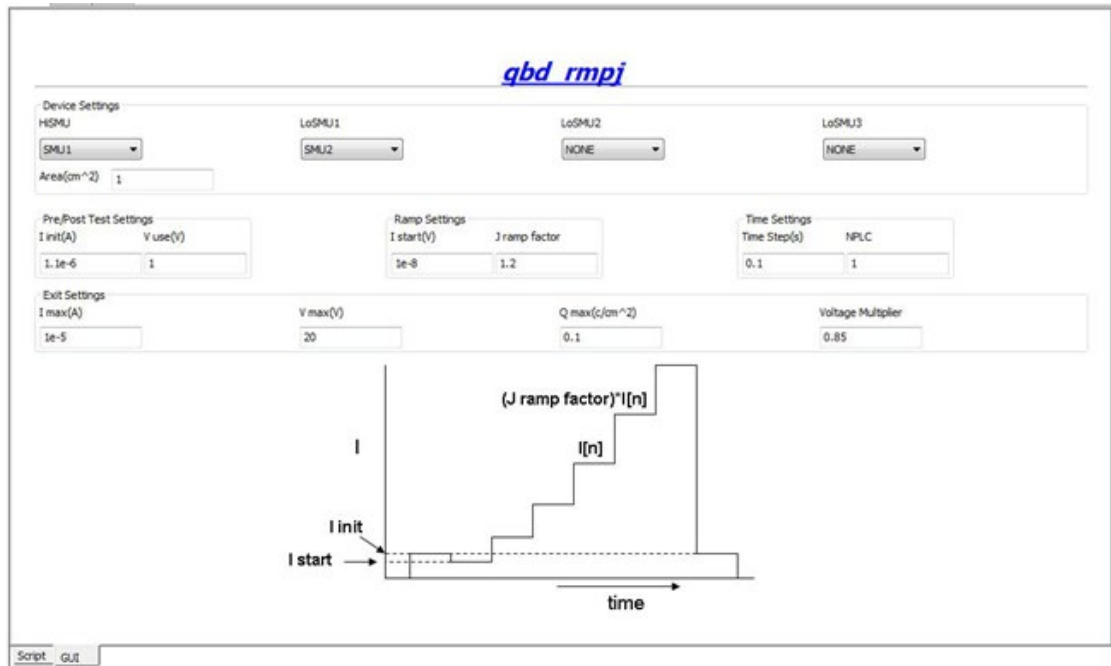 qbd_rmpj
Device Settings
HiSMU LoSMU1 LoSMU2 LoSMU3
SMU1 SMU2 NONE NONE
Area(cm^2) 1
Pre/Post Test Settings Ramp Settings Time Settings
I init(A) V use(V) I start(V) J ramp factor Time Step(s) NPLC
1.1e-6 1 1e-8 1.2 0.1 1
Exit Settings
I max(A) V max(V) Q max(c/cm^2) Voltage Multiplier
1e-5 20 0.1 0.85
(J ramp factor)*I[n]
I I[n]
I init
I start
time
Script GUI